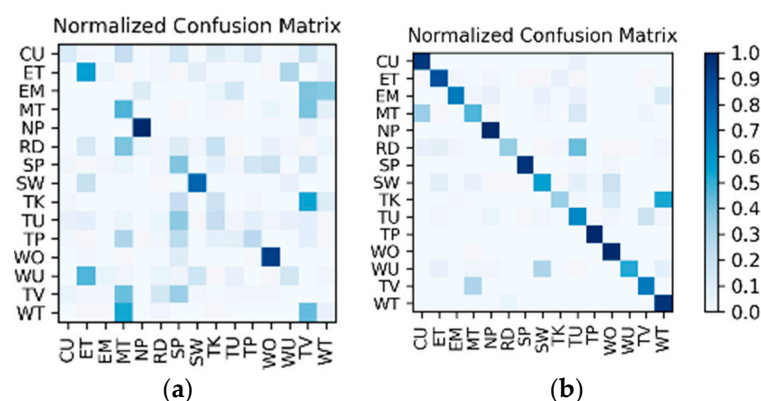 Normalized Confusion Matrix
CU
ET
EM
MT
NP
RD
SP
SW
TK
TU
TP
WO
WU
TV
WT
CU ET EM MT NP RD SP SW TK TU TP WO WU TV WT
(a)
Normalized Confusion Matrix
CU
ET
EM
MT
NP
RD
SP
SW
TK
TU
TP
WO
WU
TV
WT
CU ET EM MT NP RD SP SW TK TU TP WO WU TV WT
(b)
1.0
0.9
0.8
0.7
0.6
0.5
0.4
0.3
0.2
0.1
0.0